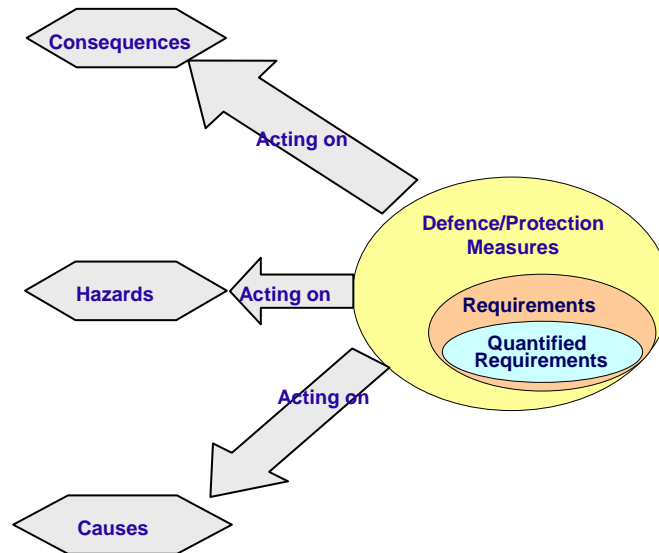 Consequences
Acting on
Defence/Protection
Measures
Hazards
Acting on
Requirements
Quantified
Requirements
Acting on
Causes